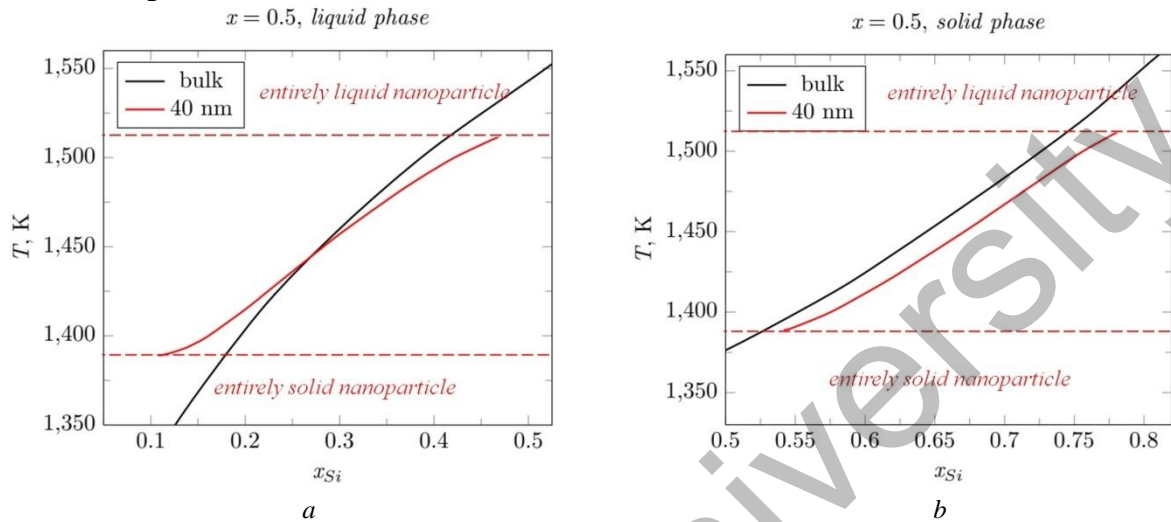 x = 0.5, liquid phase
1,550
1,500
1,450
1,400
1,350
T, K
bulk
40 nm
entirely liquid nanoparticle
entirely solid nanoparticle
0.1 0.2 0.3 0.4 0.5
x_Si
a
x = 0.5, solid phase
1,550
1,500
1,450
1,400
1,350
T, K
bulk
40 nm
entirely liquid nanoparticle
entirely solid nanoparticle
0.5 0.55 0.6 0.65 0.7 0.75 0.8
x_Si
b
iversity